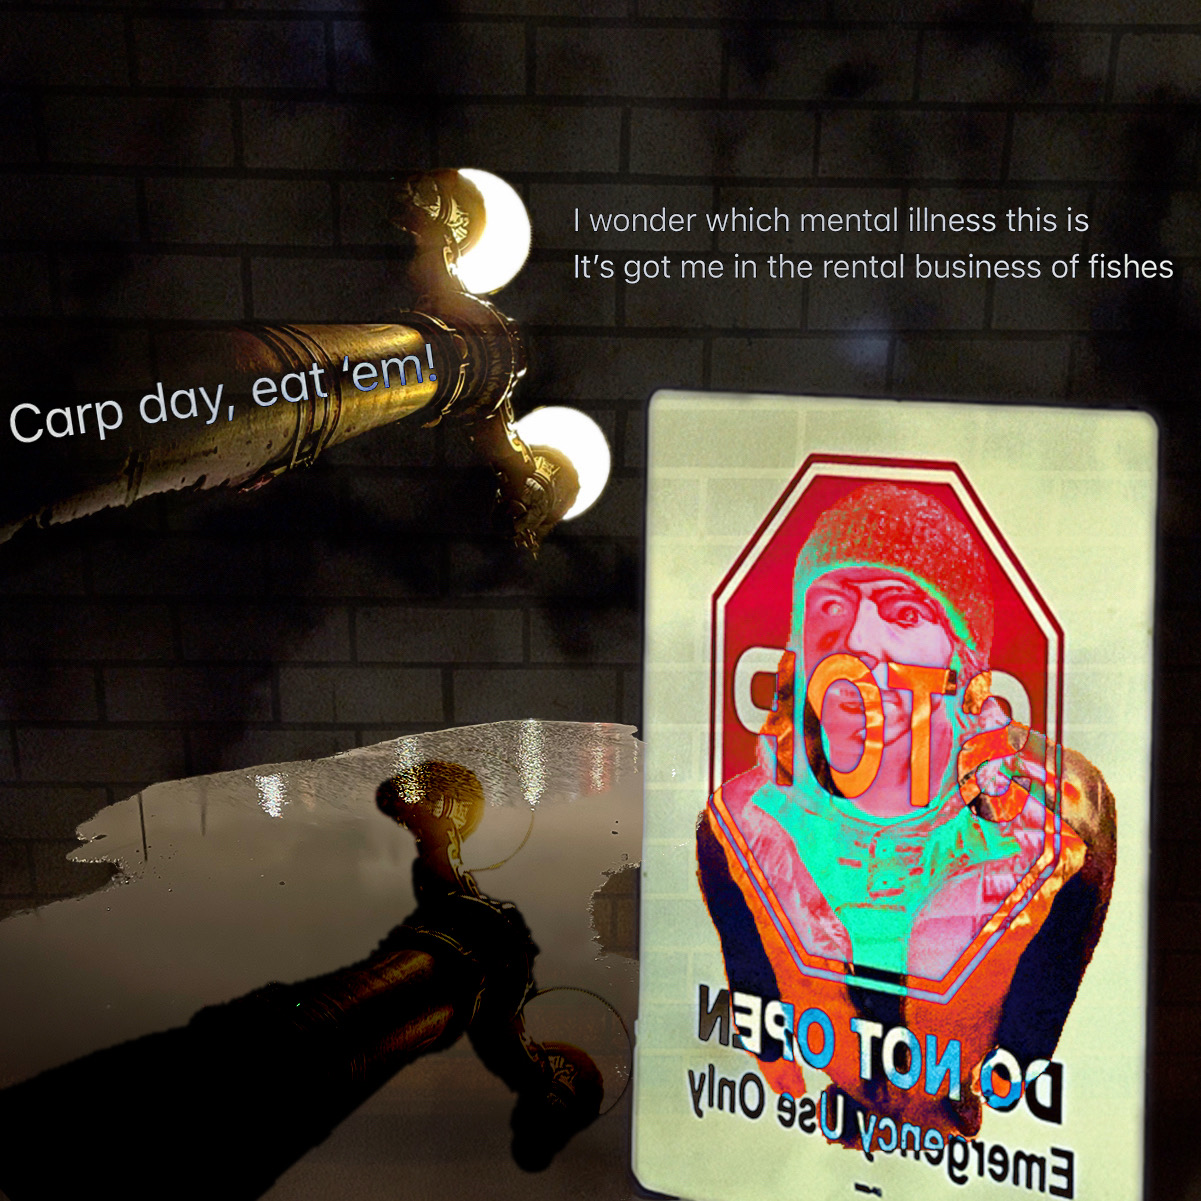 I wonder which mental illness this is
It’s got me in the rental business of fishes
Carp day, eat ‘em!
STOP
DO NOT OPEN
Emergency Use Only